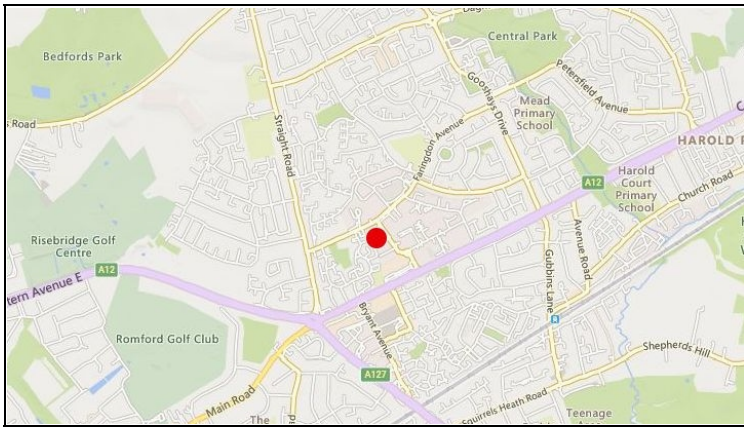 Dag
Bedfords Park
Central Park
Gooshays Drive
Petersfield Avenue
Mead
Primary
School
s Road
Straight Road
Faringdon Avenue
HAROLD
A12
Harold
Court
Primary
School
Church Road
Risebridge Golf
Centre
A12
tern Avenue E
Avenue Road
Gubbins Lane
Romford Golf Club
Bryant Avenue
Shepherds Hill
A127
Main Road
Squirrels Heath Road
The
Teenage